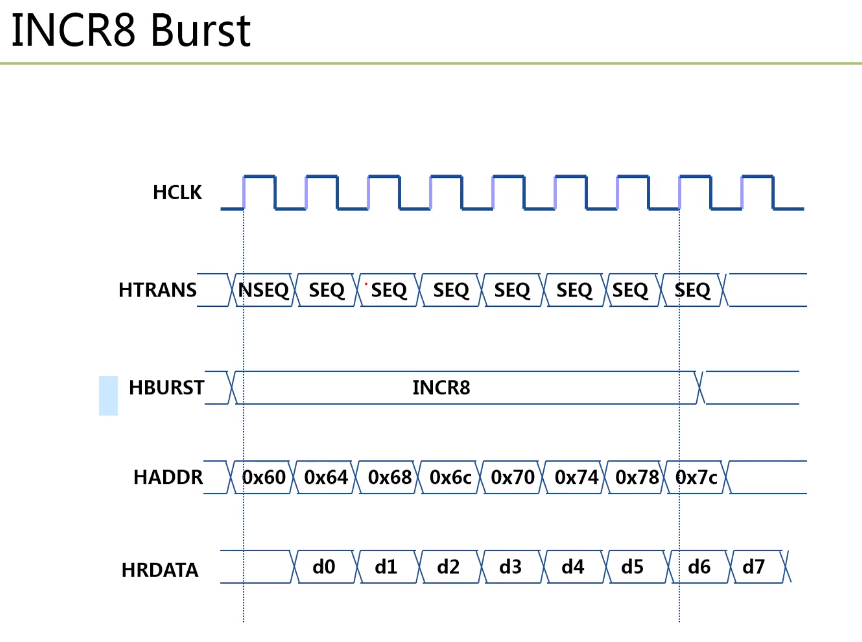 INCR8 Burst
HCLK
HTRANS NSEQ SEQ SEQ SEQ SEQ SEQ SEQ SEQ
HBURST INCR8
HADDR 0x60 0x64 0x68 0x6c 0x70 0x74 0x78 0x7c
HRDATA d0 d1 d2 d3 d4 d5 d6 d7